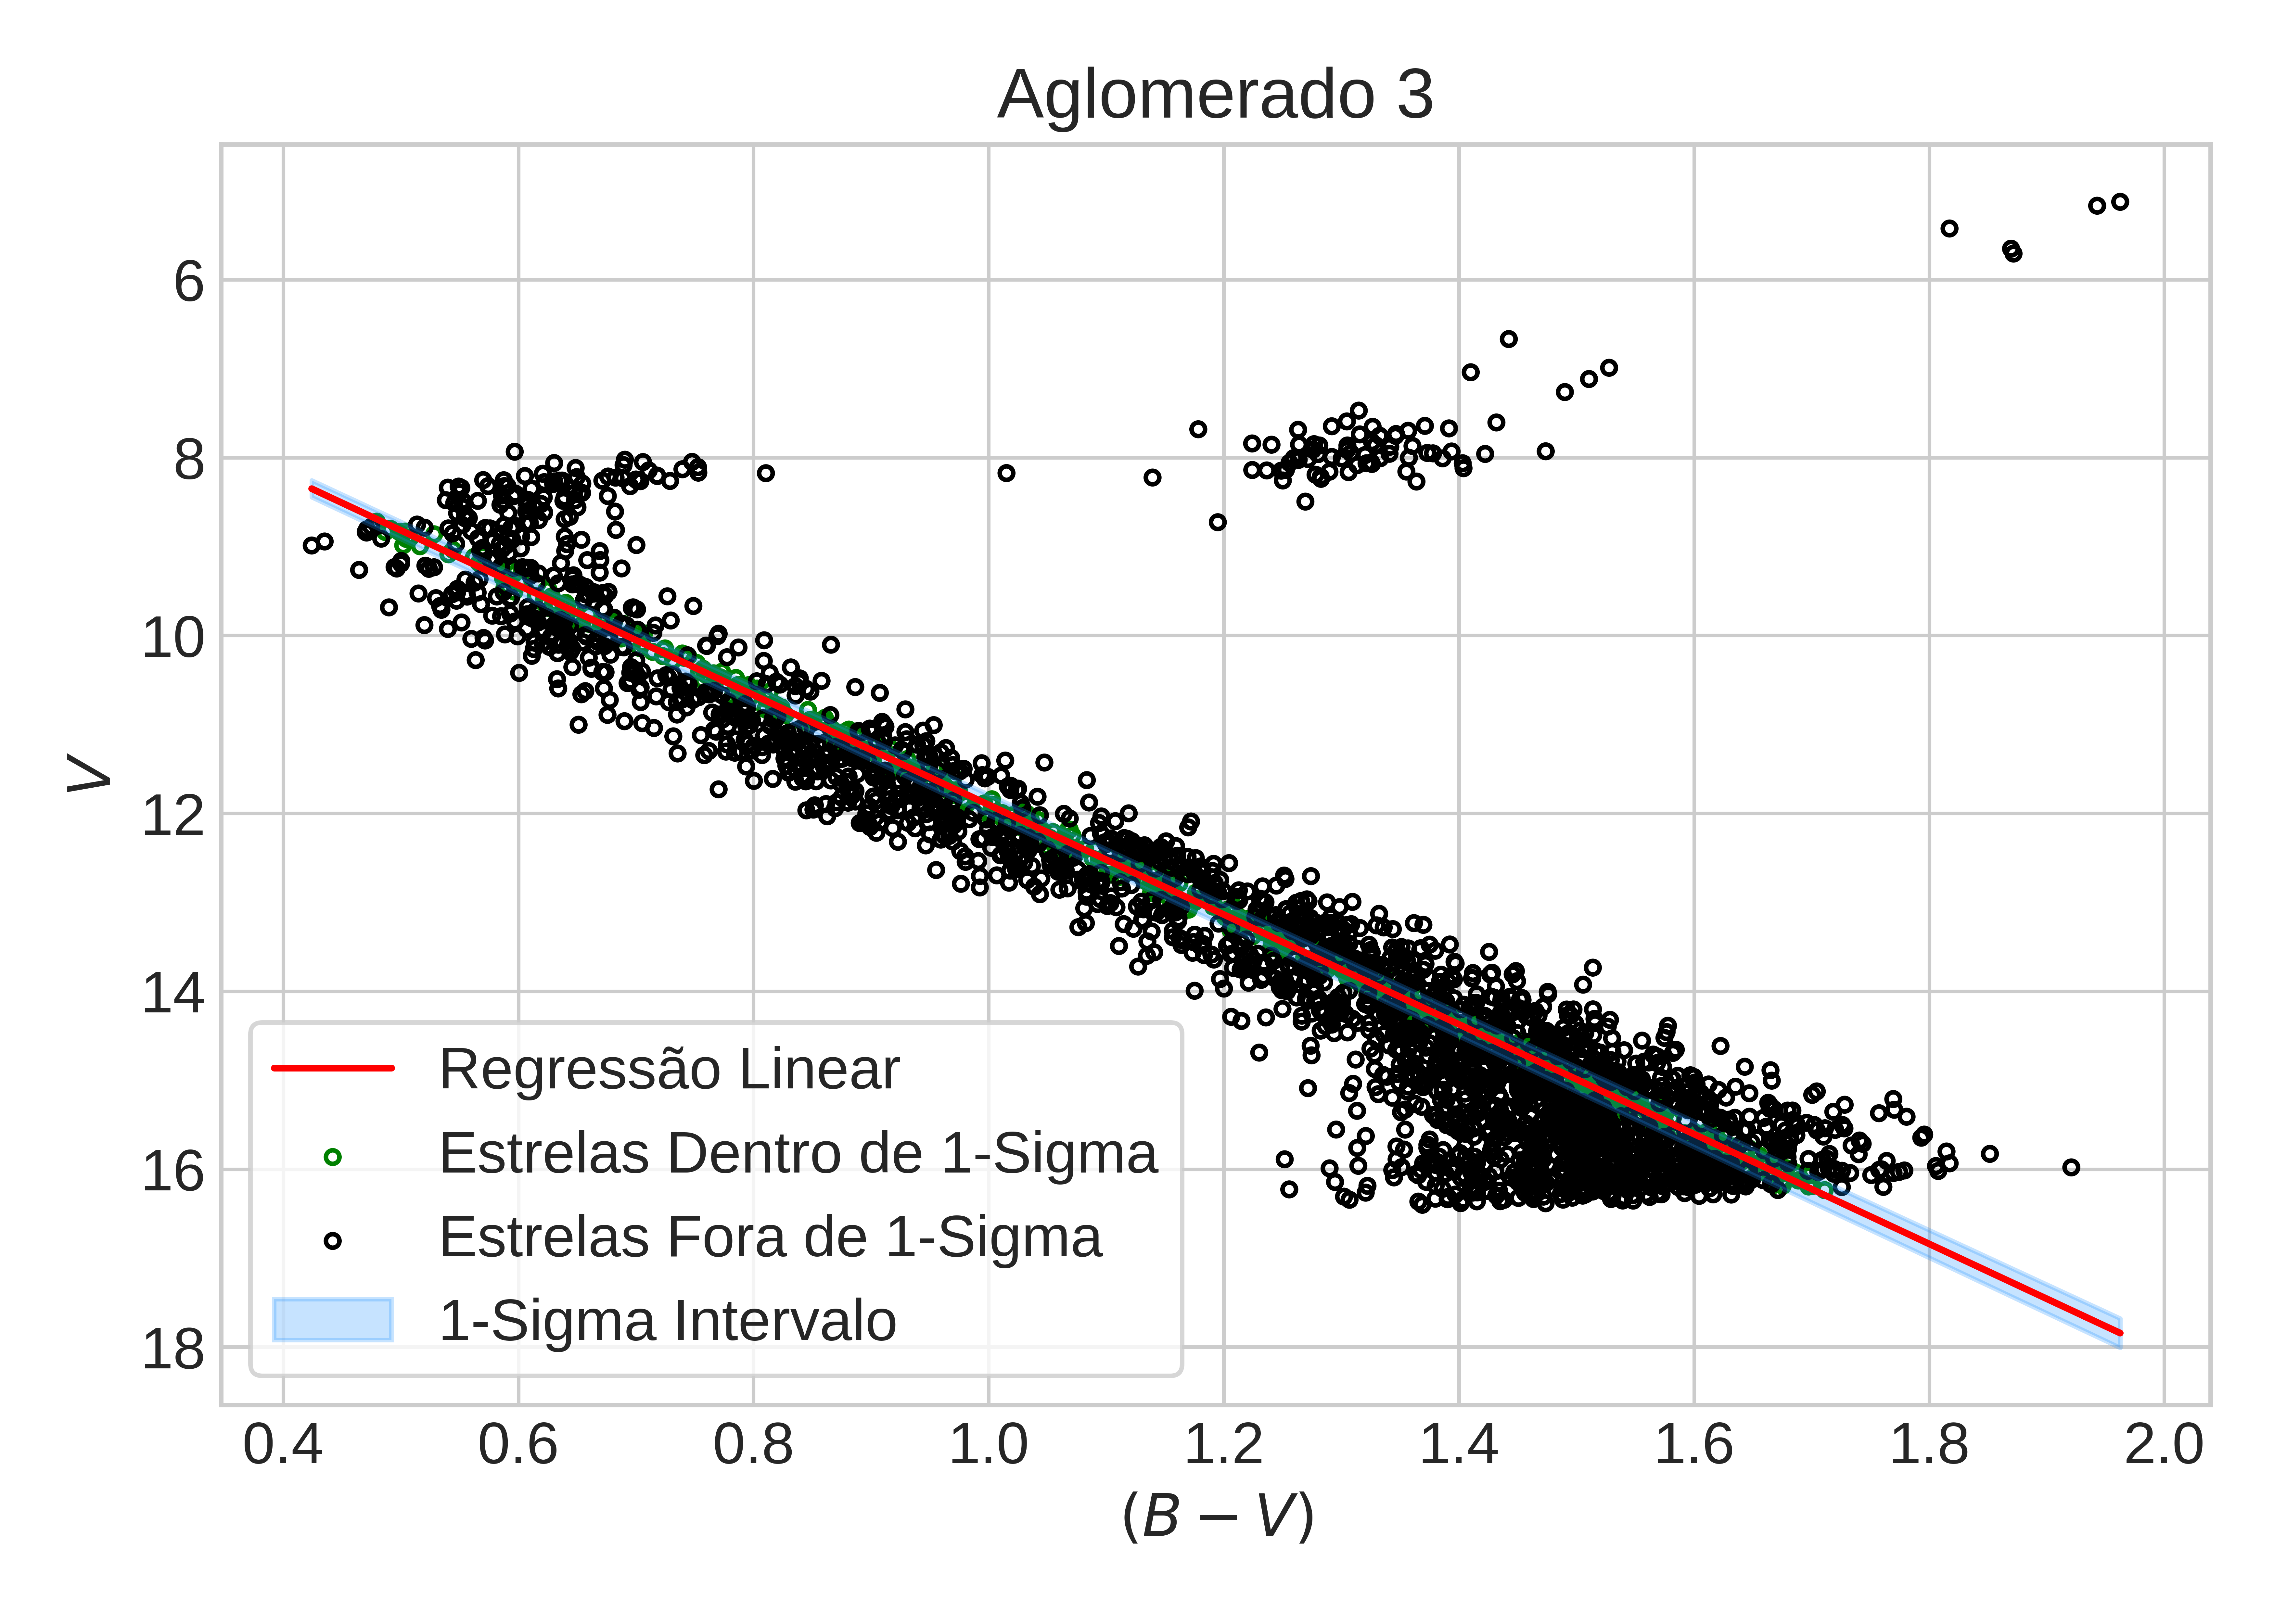 Aglomerado 3
V
6
8
10
12
14
16
18
Regressão Linear
Estrelas Dentro de 1-Sigma
Estrelas Fora de 1-Sigma
1-Sigma Intervalo
0.4 0.6 0.8 1.0 1.2 1.4 1.6 1.8 2.0
(B − V)